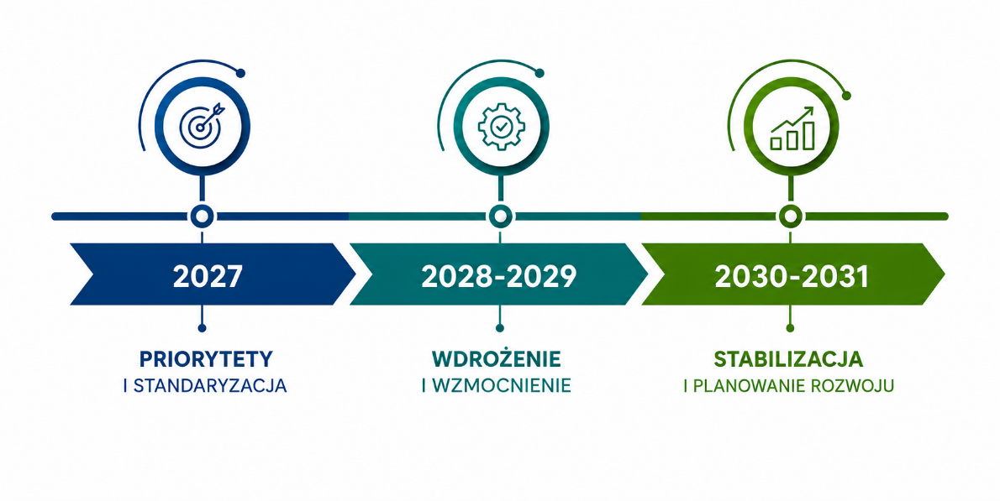 2027
2028-2029
2030-2031
PRIORYTETY
I STANDARYZACJA
WDROŻENIE
I WZMOCNIENIE
STABILIZACJA
I PLANOWANIE ROZWOJU